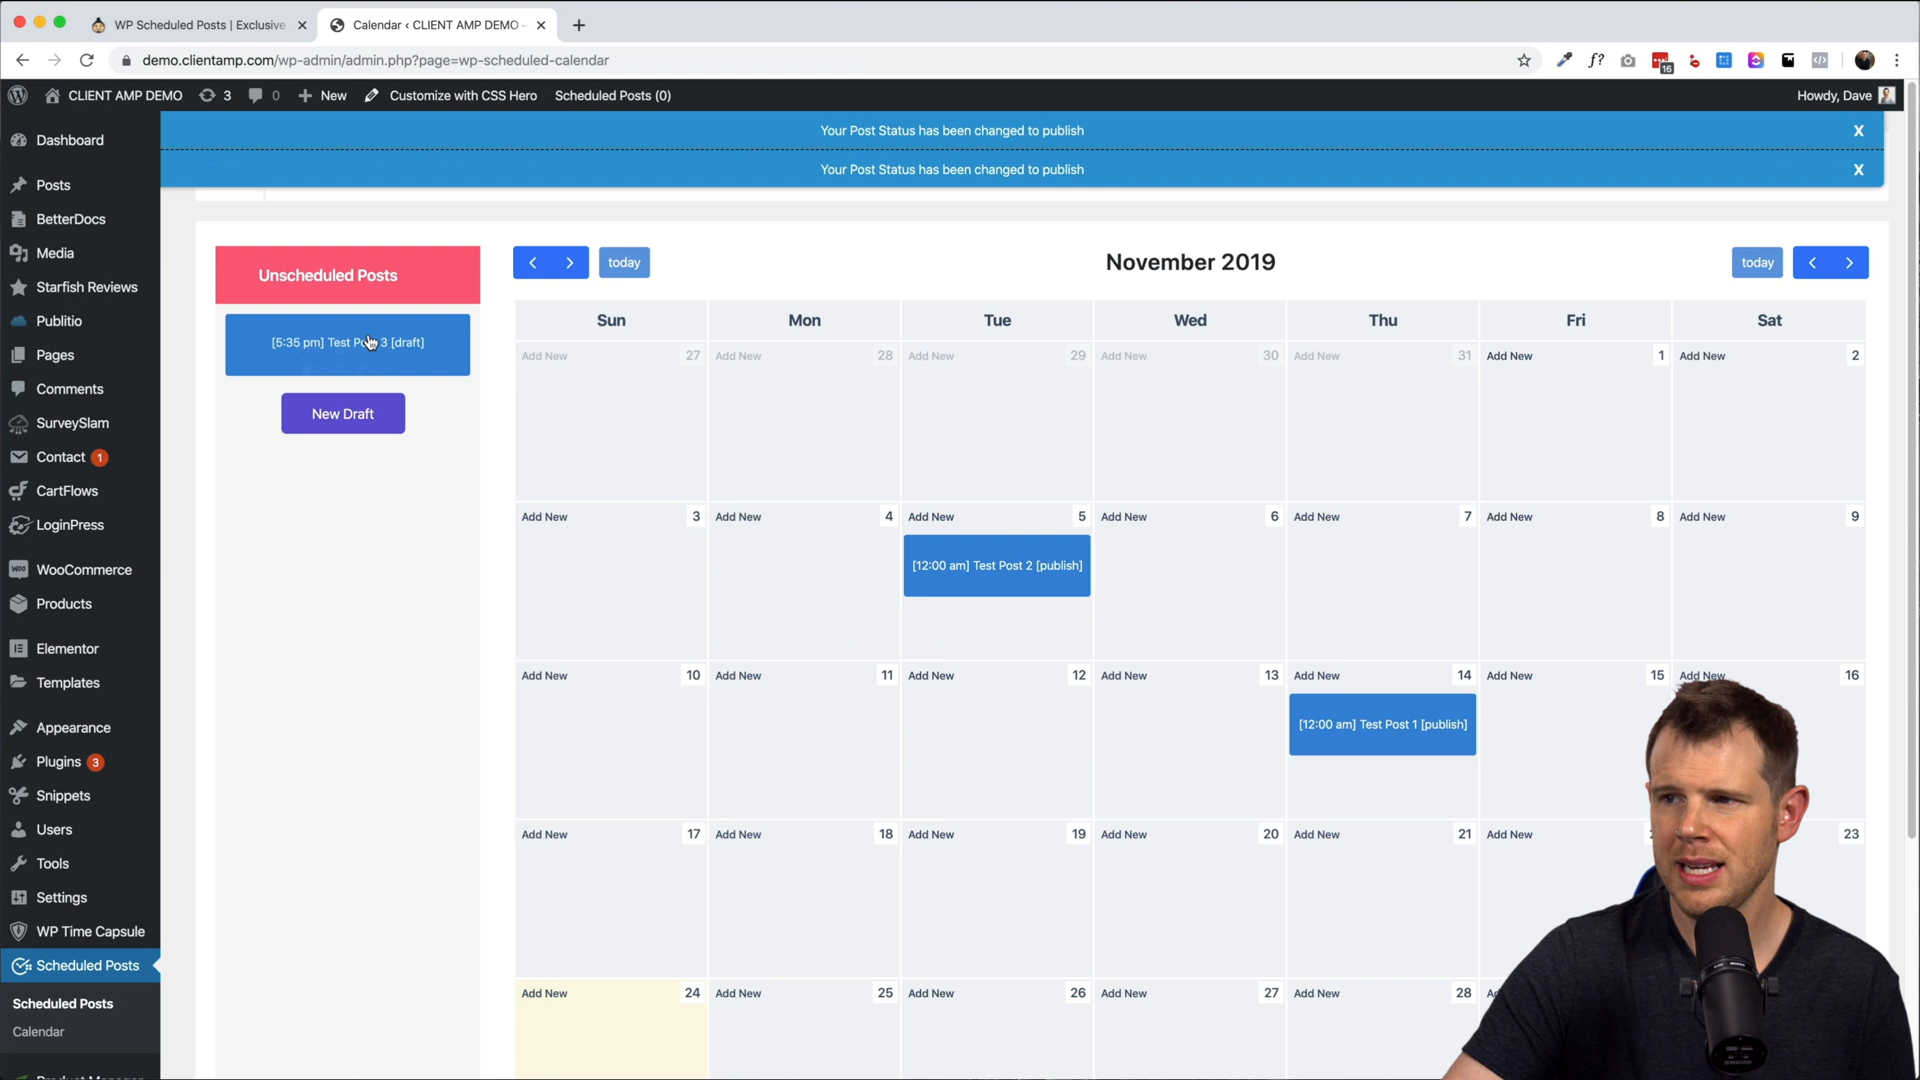 WP Scheduled Posts | Exclusive
Calendar ‹ CLIENT AMP DEMO -
demo.clientamp.com/wp-admin/admin.php?page=wp-scheduled-calendar
f?
16
CLIENT AMP DEMO 3 0 New Customize with CSS Hero Scheduled Posts (0) Howdy, Dave
Your Post Status has been changed to publish X
Your Post Status has been changed to publish X
Dashboard
Posts
BetterDocs
Media
Starfish Reviews
Publitio
Pages
Comments
SurveySlam
Contact 1
CartFlows
LoginPress
WooCommerce
Products
Elementor
Templates
Appearance
Plugins 3
Snippets
Users
Tools
Settings
WP Time Capsule
Scheduled Posts
Scheduled Posts
Calendar
Unscheduled Posts
[5:35 pm] Test 3 [draft]
New Draft
today November 2019 today
Sun Mon Tue Wed Thu Fri Sat
Add New 27 Add New 28 Add New 29 Add New 30 Add New 31 Add New 1 Add New 2
Add New 3 Add New 4 Add New 5 Add New 6 Add New 7 Add New 8 Add New 9
[12:00 am] Test Post 2 [publish]
Add New 10 Add New 11 Add New 12 Add New 13 Add New 14 Add New 15 Add New 16
[12:00 am] Test Post 1 [publish]
Add New 17 Add New 18 Add New 19 Add New 20 Add New 21 Add New 23
Add New 24 Add New 25 Add New 26 Add New 27 Add New 28